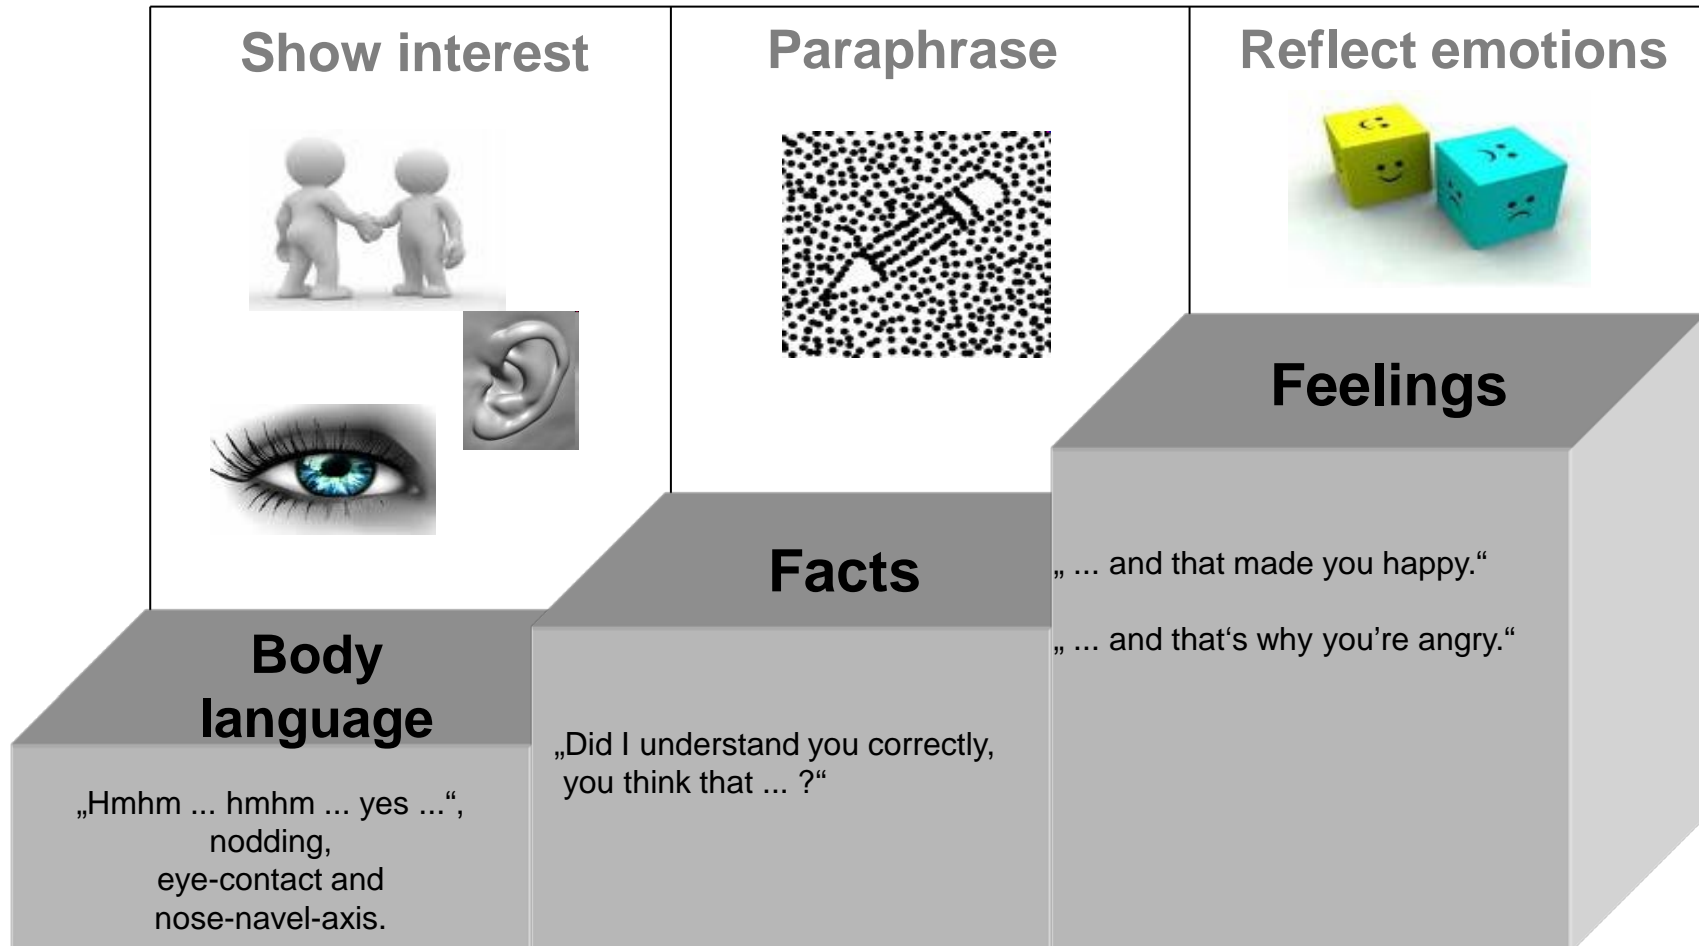 Show interest
Paraphrase
Reflect emotions
Body
language
„Hmhm ... hmhm ... yes ...“,
nodding,
eye-contact and
nose-navel-axis.
Facts
„Did I understand you correctly,
you think that ... ?“
Feelings
„ ... and that made you happy.“
„ ... and that‘s why you’re angry.“